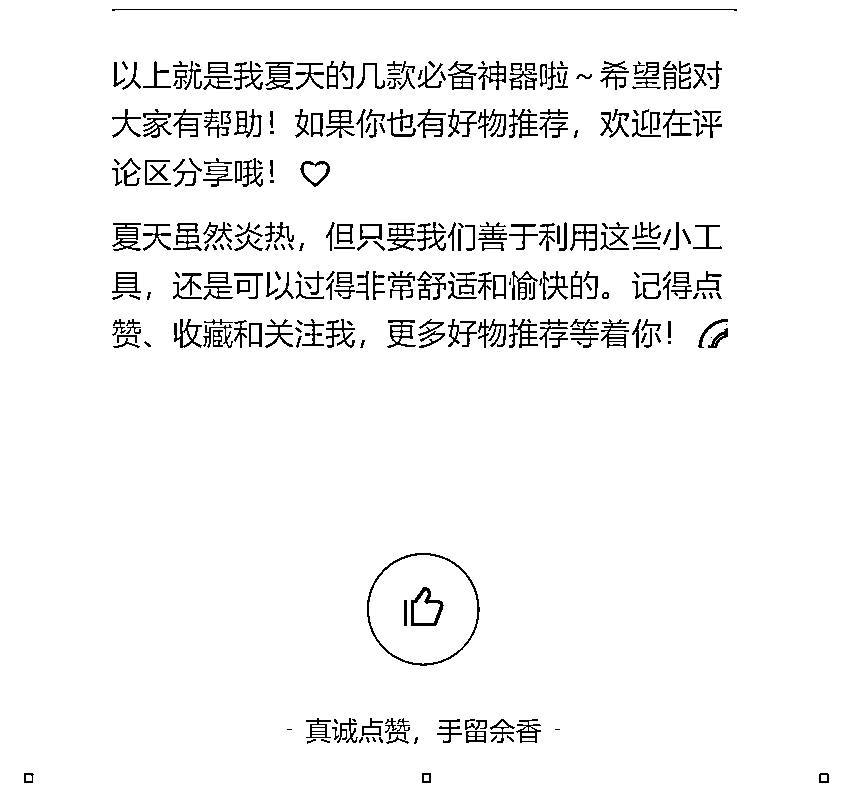 以上就是我夏天的几款必备神器啦～希望能对
大家有帮助！如果你也有好物推荐，欢迎在评
论区分享哦！♡
夏天虽然炎热，但只要我们善于利用这些小工
具，还是可以过得非常舒适和愉快的。记得点
赞、收藏和关注我，更多好物推荐等着你！🌈
- 真诚点赞，手留余香 -